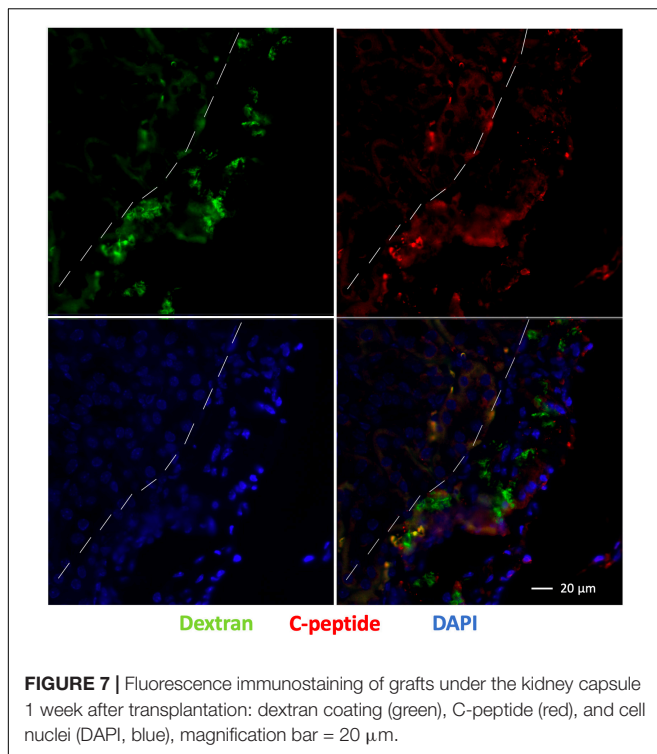 20 μm
Dextran C-peptide DAPI
FIGURE 7 | Fluorescence immunostaining of grafts under the kidney capsule
1 week after transplantation: dextran coating (green), C-peptide (red), and cell
nuclei (DAPI, blue), magnification bar = 20 μm.